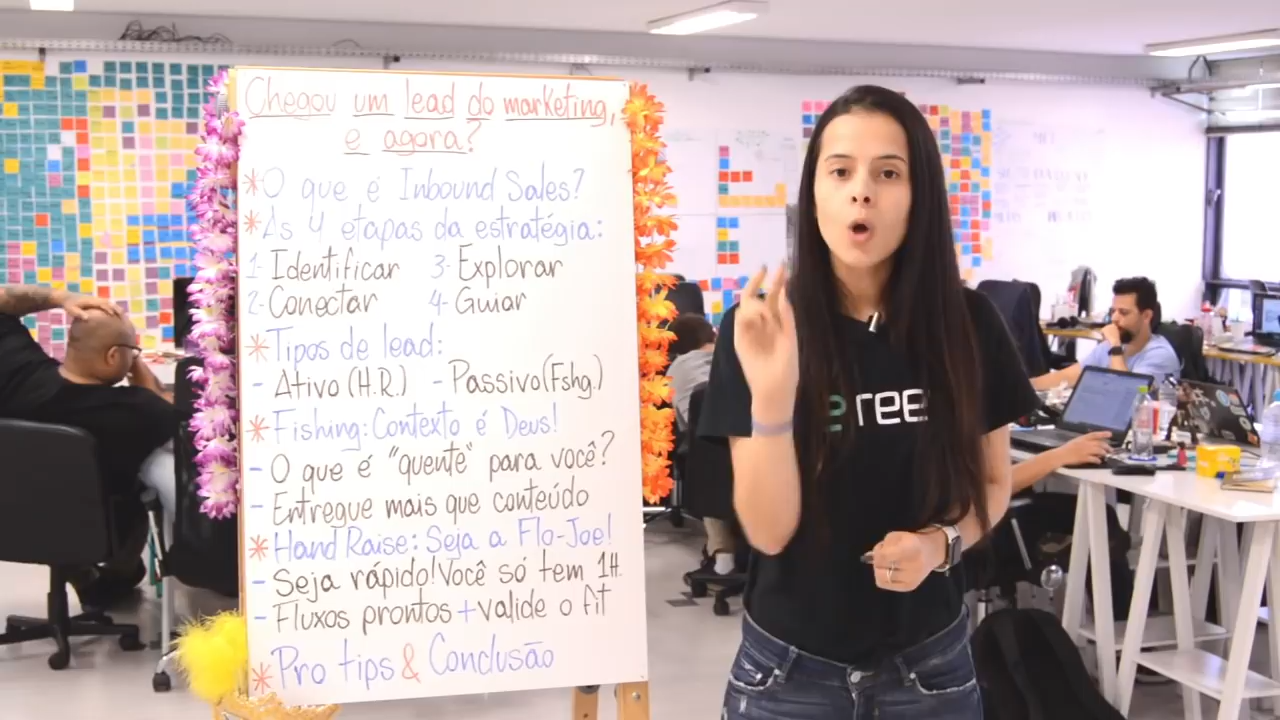 Chegou um lead do marketing,
e agora?
* O que é Inbound Sales?
* As 4 etapas da estratégia:
1- Identificar 3- Explorar
2- Conectar 4- Guiar
* Tipos de lead:
- Ativo (H.R.) - Passivo (Fshg.)
* Fishing: Contexto é Deus!
- O que é "quente" para você?
- Entregue mais que conteúdo
* Hand Raise: Seja a Flo-Joe!
- Seja rápido! Você só tem 1H.
- Fluxos prontos + valide o fit
* Pro tips & Conclusão